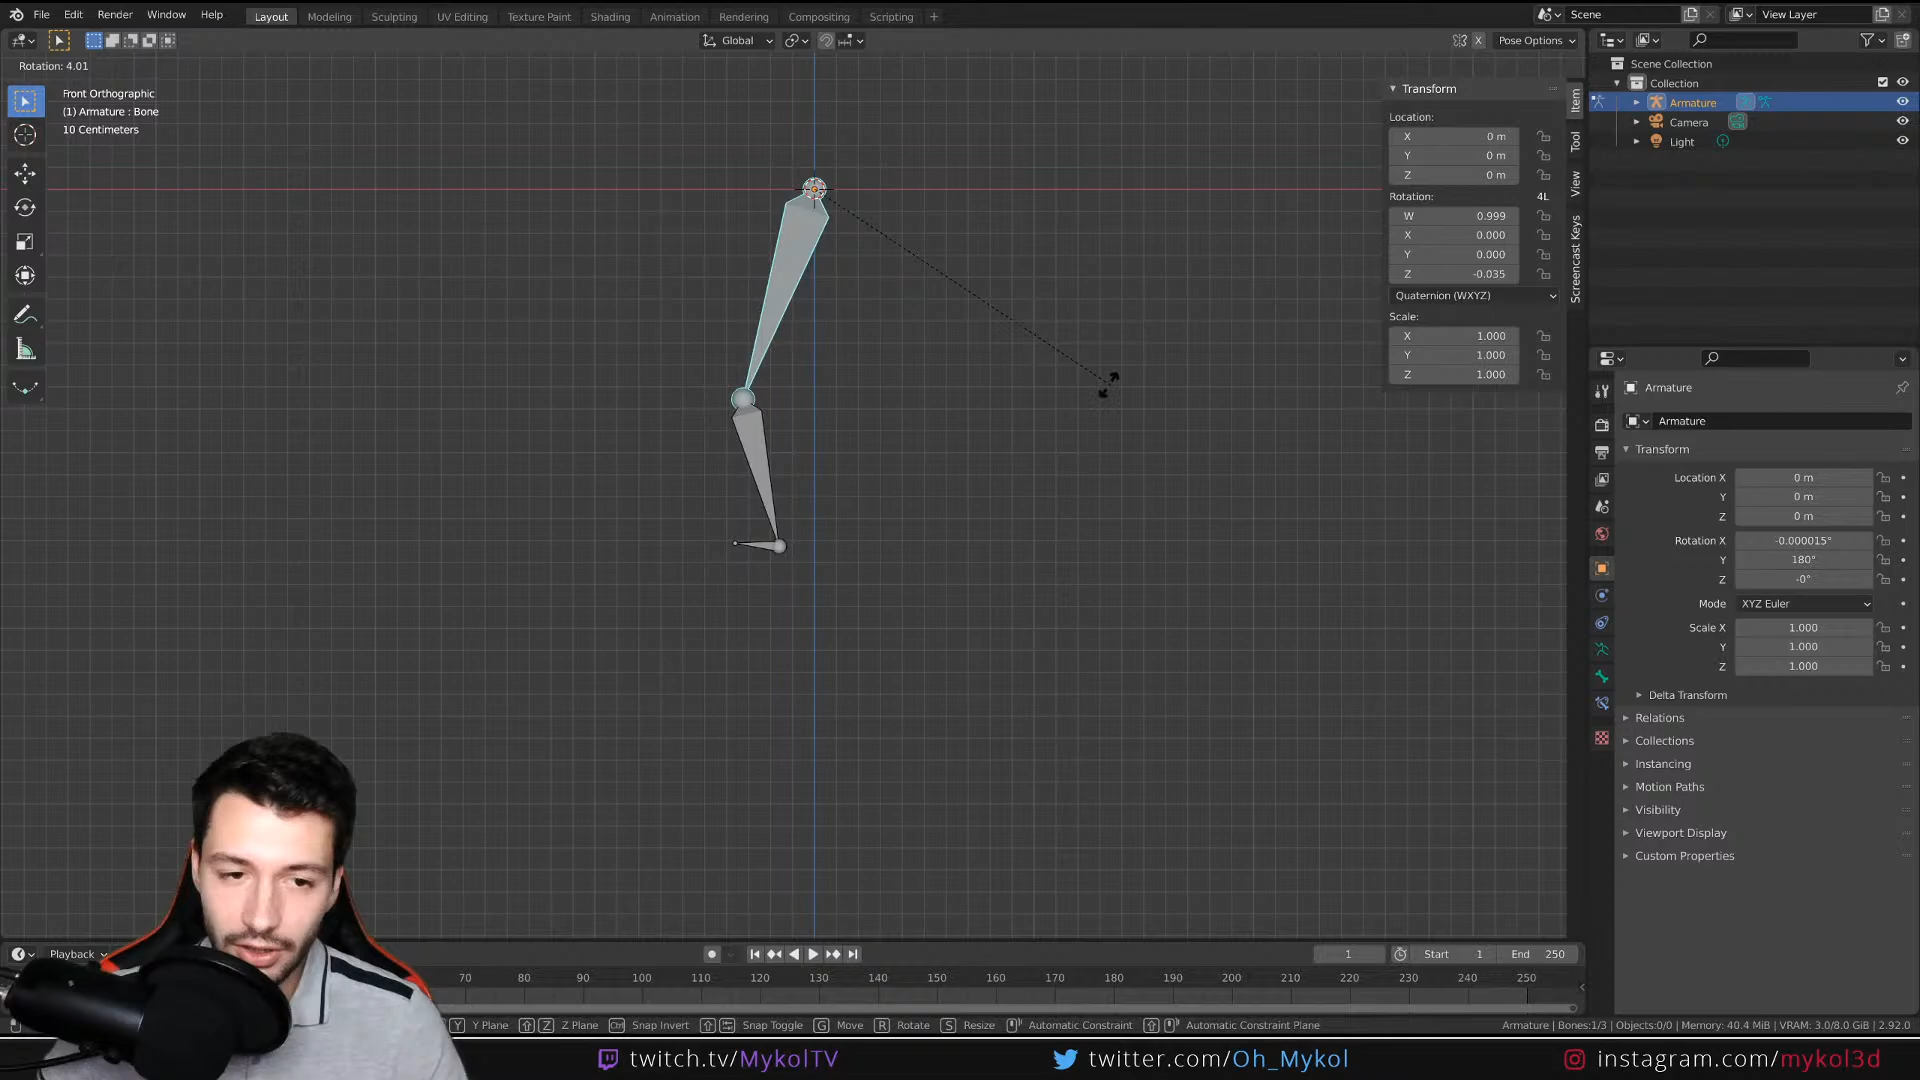 File Edit Render Window Help Layout Modeling Sculpting UV Editing Texture Paint Shading Animation Rendering Compositing Scripting + Scene View Layer
Global X Pose Options
Rotation: 4.01
Front Orthographic
(1) Armature : Bone
10 Centimeters
Transform
Location:
X 0 m
Y 0 m
Z 0 m
Rotation: 4L
W 0.999
X 0.000
Y 0.000
Z -0.035
Quaternion (WXYZ)
Scale:
X 1.000
Y 1.000
Z 1.000
Item
Tool
View
Screencast Keys
Scene Collection
Collection
Armature
Camera
Light
Armature
Armature
Transform
Location X 0 m
Y 0 m
Z 0 m
Rotation X -0.000015°
Y 180°
Z -0°
Mode XYZ Euler
Scale X 1.000
Y 1.000
Z 1.000
Delta Transform
Relations
Collections
Instancing
Motion Paths
Visibility
Viewport Display
Custom Properties
Playback 1 Start 1 End 250
70 80 90 100 110 120 130 140 150 160 170 180 190 200 210 220 230 240 250
Y Y Plane Z Z Plane Ctrl Snap Invert Snap Toggle G Move R Rotate S Resize Automatic Constraint Automatic Constraint Plane Armature | Bones:1/3 | Objects:0/0 | Memory: 40.4 MiB | VRAM: 3.0/8.0 GiB | 2.92.0
twitch.tv/MykolTV twitter.com/Oh_Mykol instagram.com/mykol3d